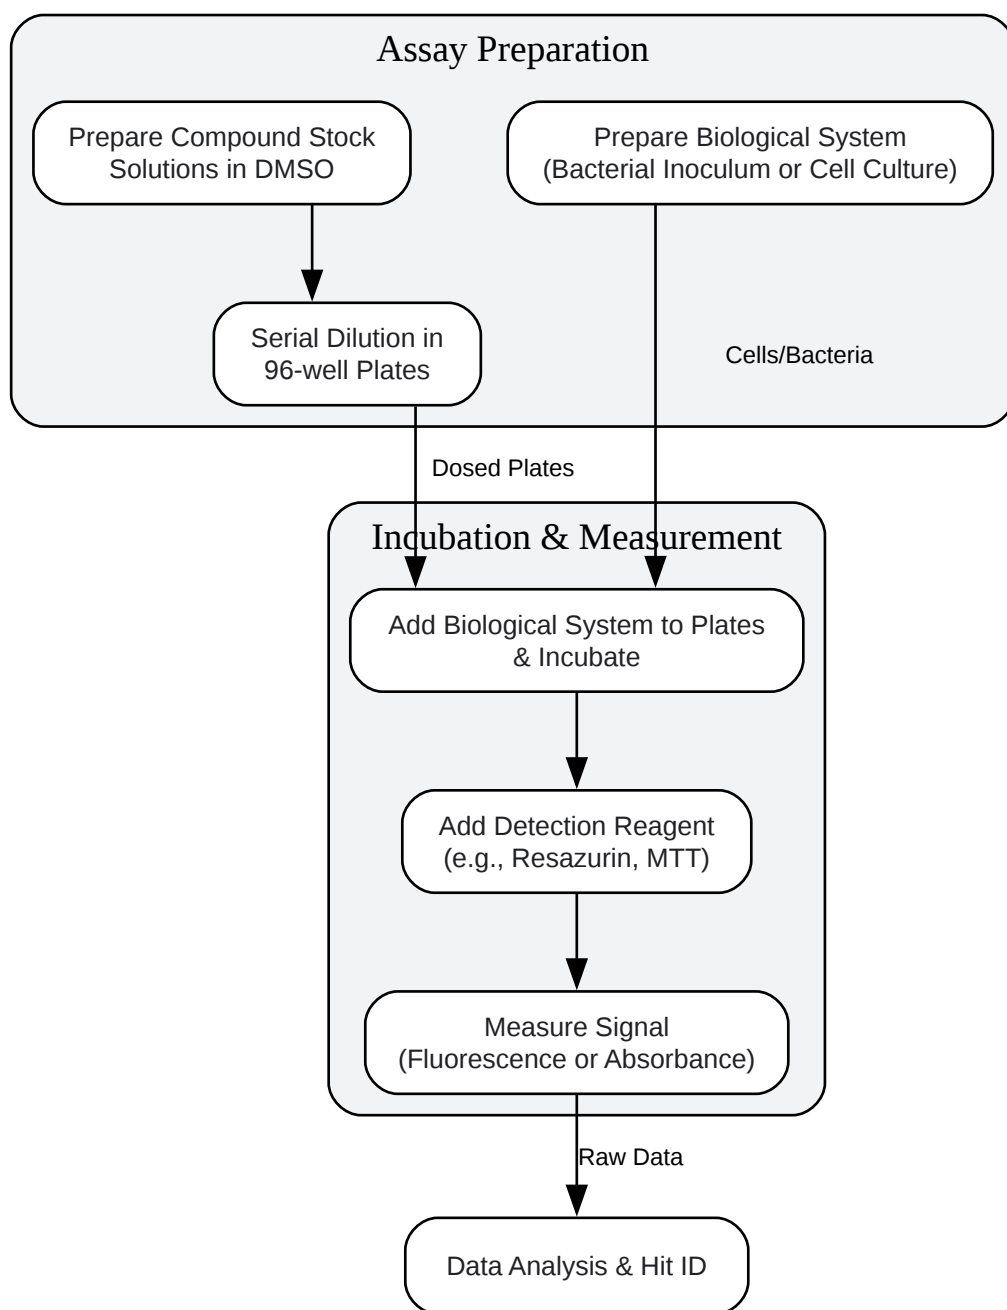 Assay Preparation
Prepare Compound Stock
Solutions in DMSO
Prepare Biological System
(Bacterial Inoculum or Cell Culture)
Serial Dilution in
96-well Plates
Cells/Bacteria
Dosed Plates
Incubation & Measurement
Add Biological System to Plates
& Incubate
Add Detection Reagent
(e.g., Resazurin, MTT)
Measure Signal
(Fluorescence or Absorbance)
Raw Data
Data Analysis & Hit ID